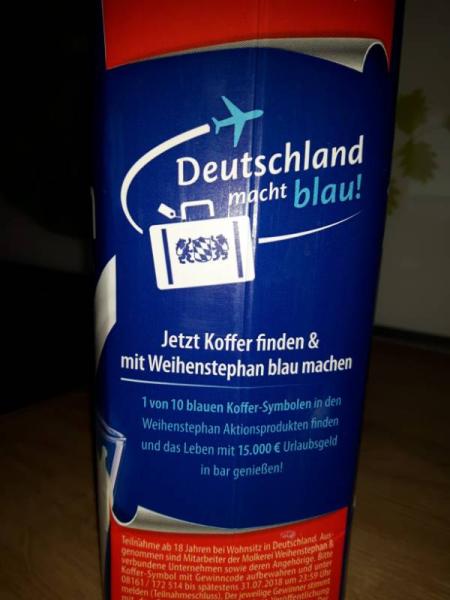 Deutschland
macht blau!
Jetzt Koffer finden &
mit Weihenstephan blau machen
1 von 10 blauen Koffer-Symbolen in den
Weihenstephan Aktionsprodukten finden
und das Leben mit 15.000 € Urlaubsgeld
in bar genießen!
Teilnahme ab 18 Jahren bei Wohnsitz in Deutschland. Aus-
genommen sind Mitarbeiter der Molkerei Weihenstephan &
verbundene Unternehmen sowie deren Angehörige. Bitte
Koffer-Symbol mit Gewinncode aufbewahren und unter
08161 / 172 514 bis spätestens 31.07.2018 um 23:59 Uhr
melden (Teilnahmeschluss). Der jeweilige Gewinner stimmt